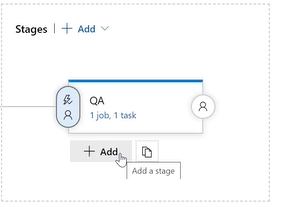 Stages | + Add
QA
1 job, 1 task
+ Add
Add a stage